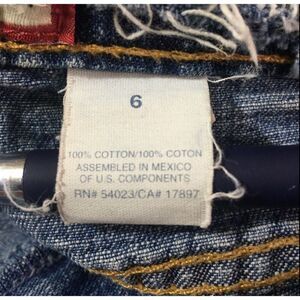 6
100% COTTON/100% COTON
ASSEMBLED IN MEXICO
OF U.S. COMPONENTS
RN# 54023/CA# 17897